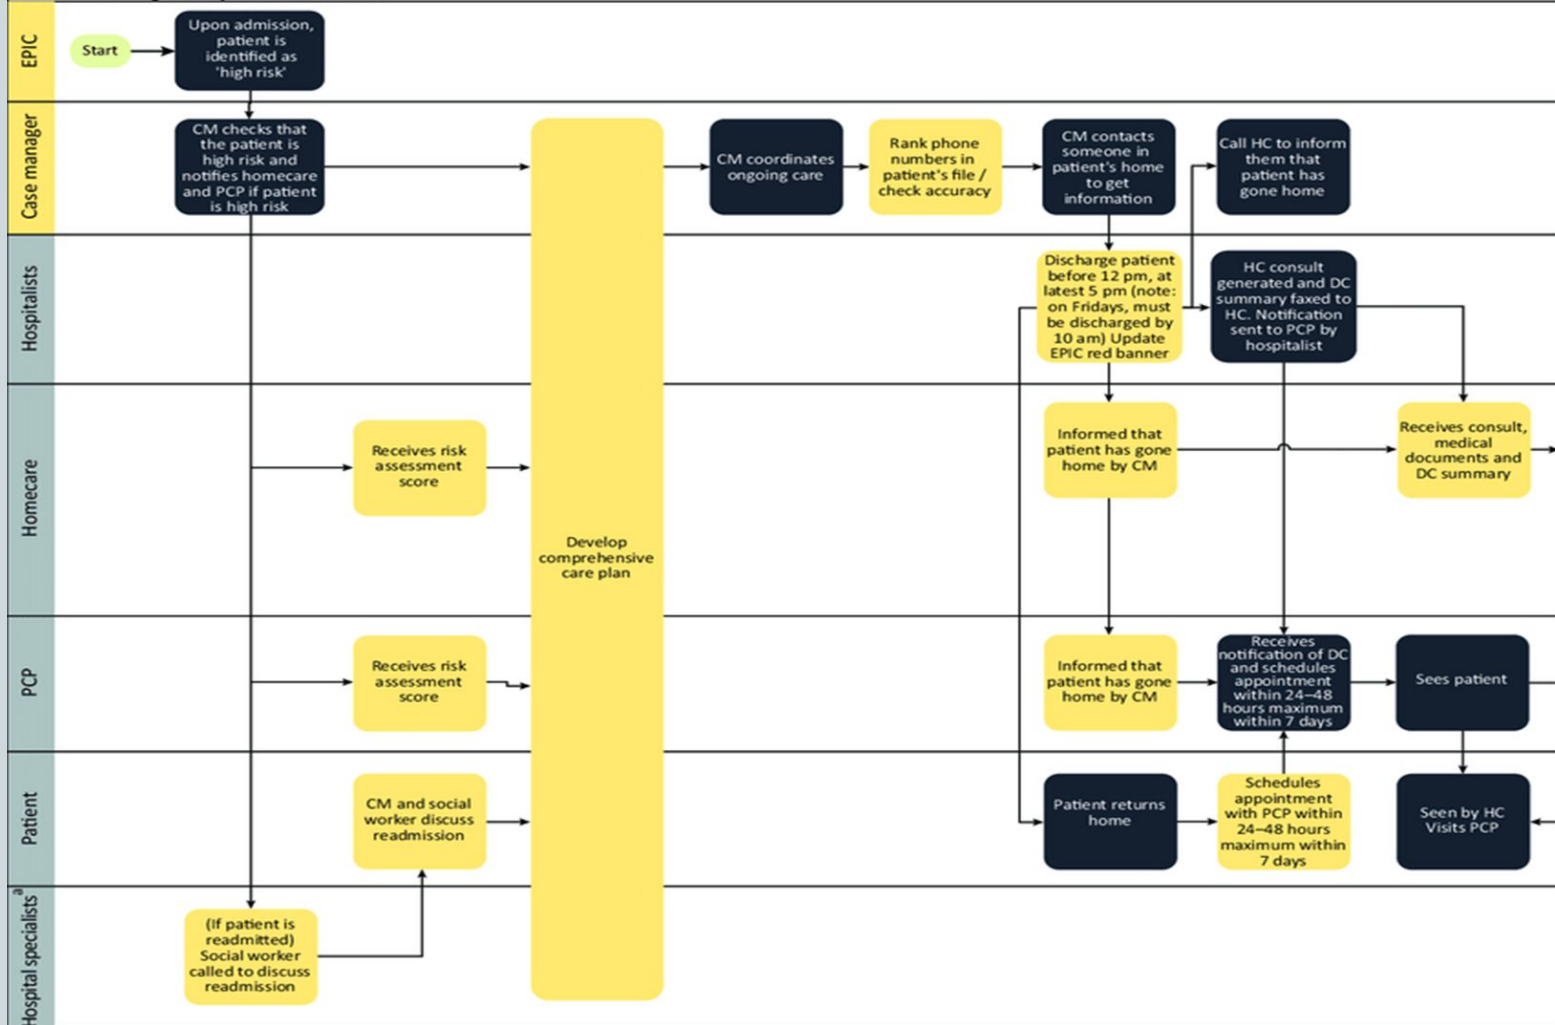 EPIC
Start
Upon admission,
patient is
identified as
'high risk'
Case manager
CM checks that
the patient is
high risk and
notifies homecare
and PCP if patient
is high risk
CM coordinates
ongoing care
Rank phone
numbers in
patient's file /
check accuracy
CM contacts
someone in
patient's home
to get
information
Call HC to inform
them that
patient has
gone home
Hospitalists
Discharge patient
before 12 pm, at
latest 5 pm (note:
on Fridays, must
be discharged by
10 am) Update
EPIC red banner
HC consult
generated and DC
summary faxed to
HC. Notification
sent to PCP by
hospitalist
Homecare
Receives risk
assessment
score
Develop
comprehensive
care plan
Informed that
patient has gone
home by CM
Receives consult,
medical
documents and
DC summary
PCP
Receives risk
assessment
score
Informed that
patient has gone
home by CM
Receives
notification of DC
and schedules
appointment
within 24–48
hours maximum
within 7 days
Sees patient
Patient
CM and social
worker discuss
readmission
Patient returns
home
Schedules
appointment
with PCP within
24–48 hours
maximum within
7 days
Seen by HC
Visits PCP
Hospital specialists a
(If patient is
readmitted)
Social worker
called to discuss
readmission